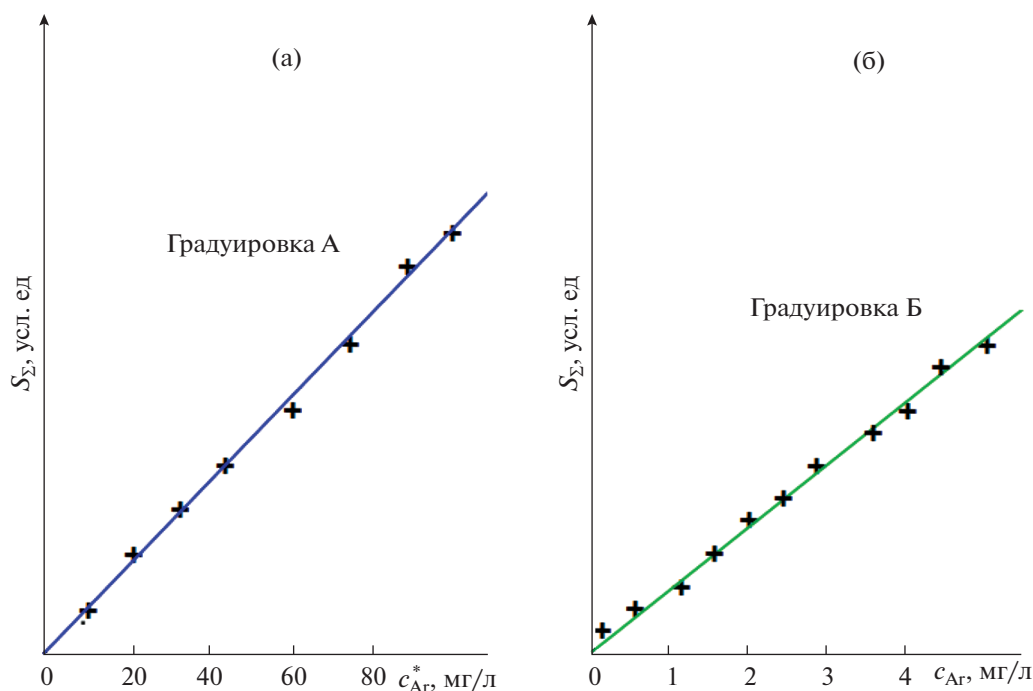 (а)
Градуировка А
S_Σ, усл. ед
0 20 40 60 80 c*_Ar, мг/л
(б)
Градуировка Б
S_Σ, усл. ед
0 1 2 3 4 c_Ar, мг/л